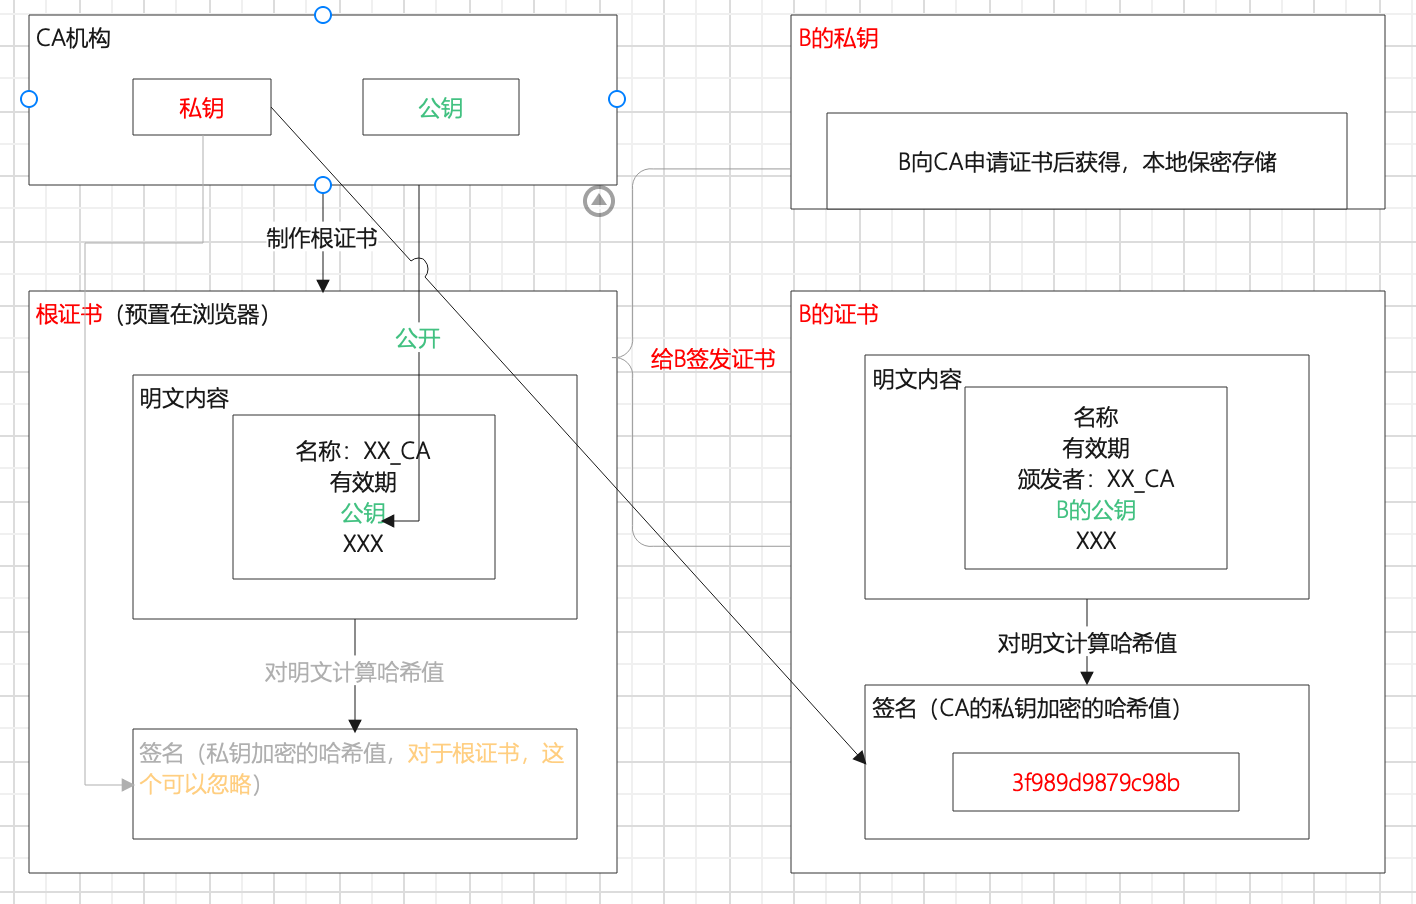 CA机构
私钥
公钥
制作根证书
根证书（预置在浏览器）
公开
明文内容
名称：XX_CA
有效期
公钥
XXX
对明文计算哈希值
签名（私钥加密的哈希值，对于根证书，这
个可以忽略）
给B签发证书
B的私钥
B向CA申请证书后获得，本地保密存储
B的证书
明文内容
名称
有效期
颁发者：XX_CA
B的公钥
XXX
对明文计算哈希值
签名（CA的私钥加密的哈希值）
3f989d9879c98b